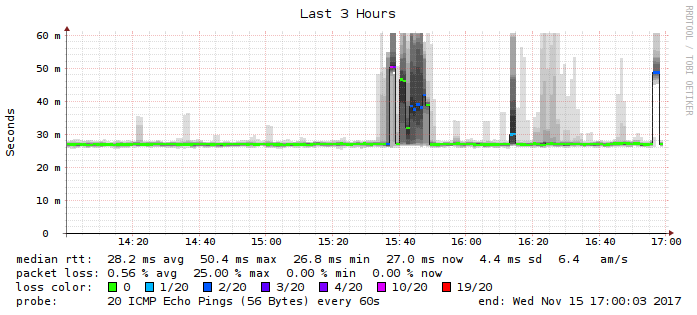 Last 3 Hours
RRDTOOL / TOBI OETIKER
Seconds
60 m
50 m
40 m
30 m
20 m
10 m
0
14:20 14:40 15:00 15:20 15:40 16:00 16:20 16:40 17:00
median rtt: 28.2 ms avg 50.4 ms max 26.8 ms min 27.0 ms now 4.4 ms sd 6.4 am/s
packet loss: 0.56 % avg 25.00 % max 0.00 % min 0.00 % now
loss color: 0 1/20 2/20 3/20 4/20 10/20 19/20
probe: 20 ICMP Echo Pings (56 Bytes) every 60s end: Wed Nov 15 17:00:03 2017